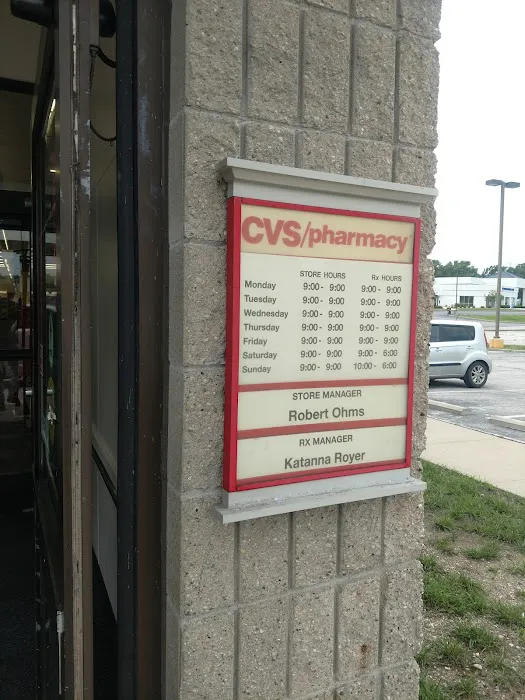 CVS/pharmacy
STORE HOURS Rx HOURS
Monday 9:00 - 9:00 9:00 - 9:00
Tuesday 9:00 - 9:00 9:00 - 9:00
Wednesday 9:00 - 9:00 9:00 - 9:00
Thursday 9:00 - 9:00 9:00 - 9:00
Friday 9:00 - 9:00 9:00 - 9:00
Saturday 9:00 - 9:00 9:00 - 6:00
Sunday 9:00 - 9:00 10:00 - 6:00
STORE MANAGER
Robert Ohms
RX MANAGER
Katanna Royer